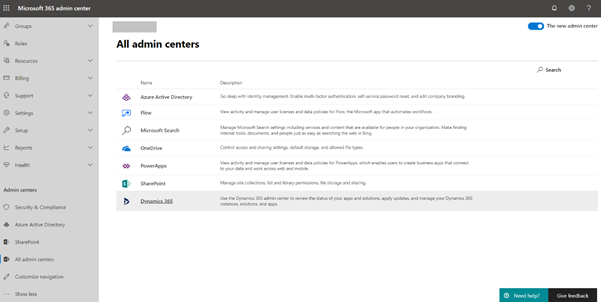 Microsoft 365 admin center
?
Groups
Roles
Resources
Billing
Support
Settings
Setup
Reports
Health
Admin centers
Security & Compliance
Azure Active Directory
SharePoint
All admin centers
Customize navigation
Show less
The new admin center
All admin centers
Search
Name Description
Azure Active Directory Go deep with identity management. Enable multi-factor authentication, self-service password reset, and edit company branding.
Flow View activity and manage user licenses and data policies for Flow, the Microsoft app that automates workflows.
Microsoft Search Manage Microsoft Search settings including services and content that are available for people in your organization. Make finding
internal tools, documents, and people just as easy as searching the web in Bing.
OneDrive Control access and sharing settings, default storage, and allowed file types.
PowerApps View activity and manage user licenses and data policies for PowerApps, which enables users to create business apps that connect
to your data and work across web and mobile.
SharePoint Manage site collections, list and library permissions, file storage and sharing.
Dynamics 365 Use the Dynamics 365 admin center to review the status of your apps and solutions, apply updates, and manage your Dynamics 365
instances, solutions, and apps.
Need help? Give feedback